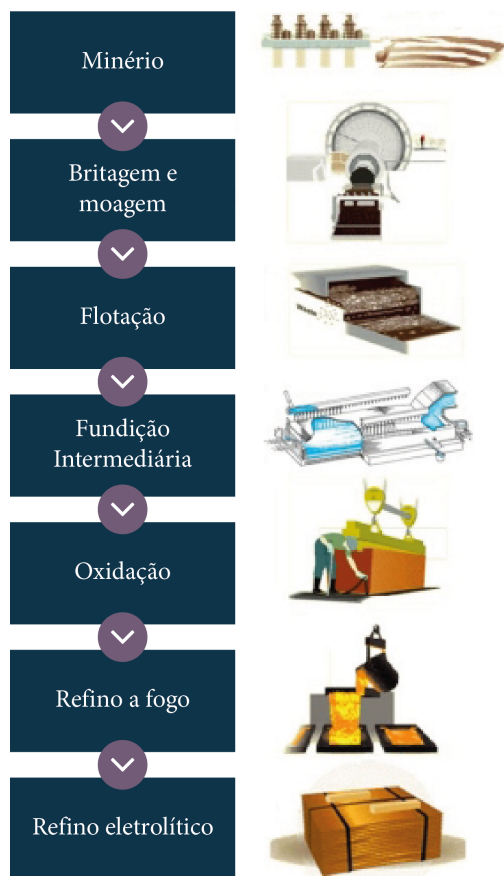 Minério
Britagem e
moagem
Flotação
Fundição
Intermediária
Oxidação
Refino a fogo
Refino eletrolítico